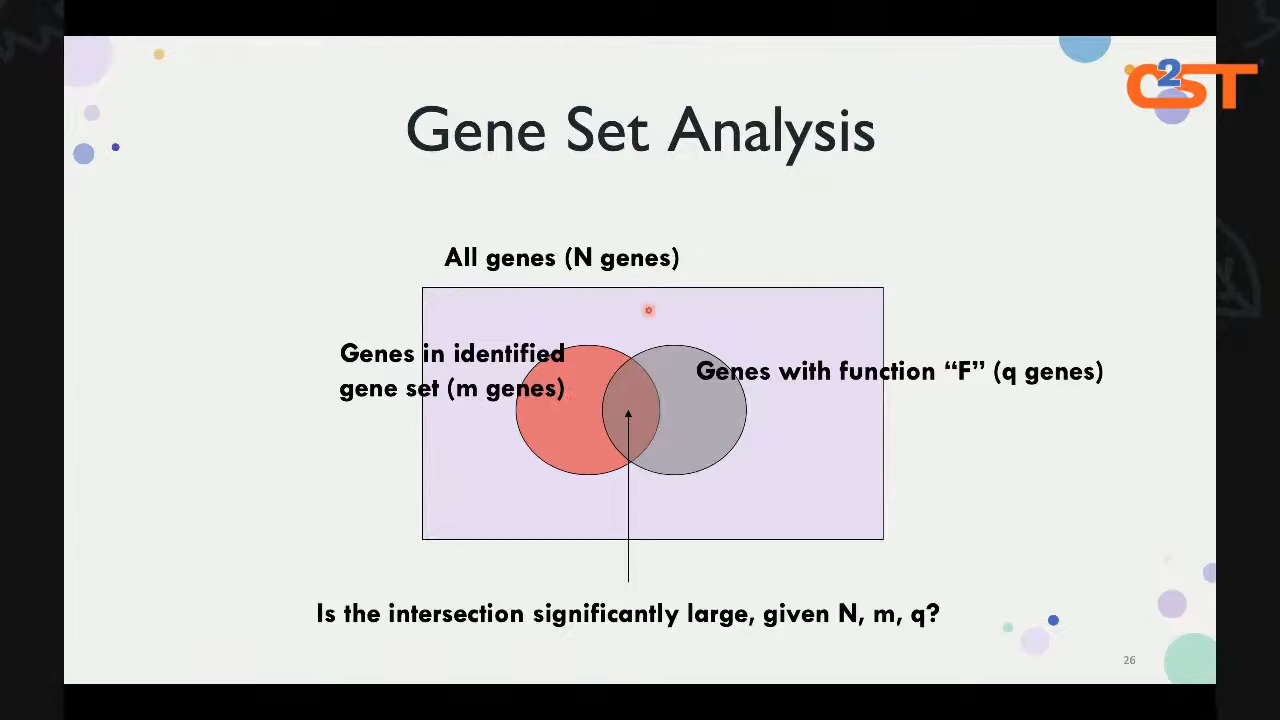 C2ST
Gene Set Analysis
All genes (N genes)
Genes in identified
gene set (m genes)
Genes with function “F” (q genes)
Is the intersection significantly large, given N, m, q?
26